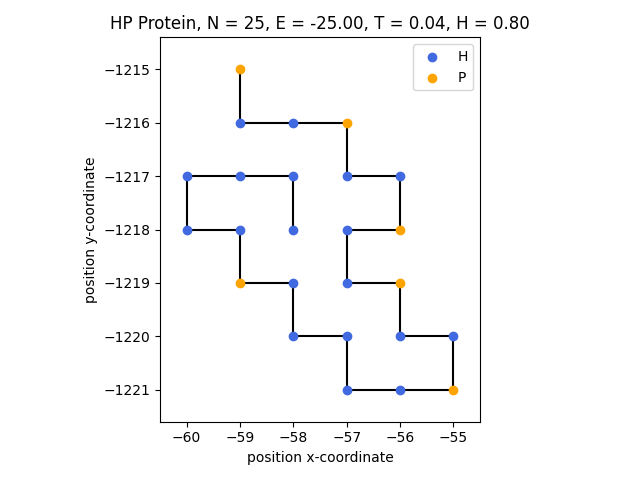 HP Protein, N = 25, E = -25.00, T = 0.04, H = 0.80
H
P
−1215
−1216
−1217
−1218
−1219
−1220
−1221
position y-coordinate
−60 −59 −58 −57 −56 −55
position x-coordinate